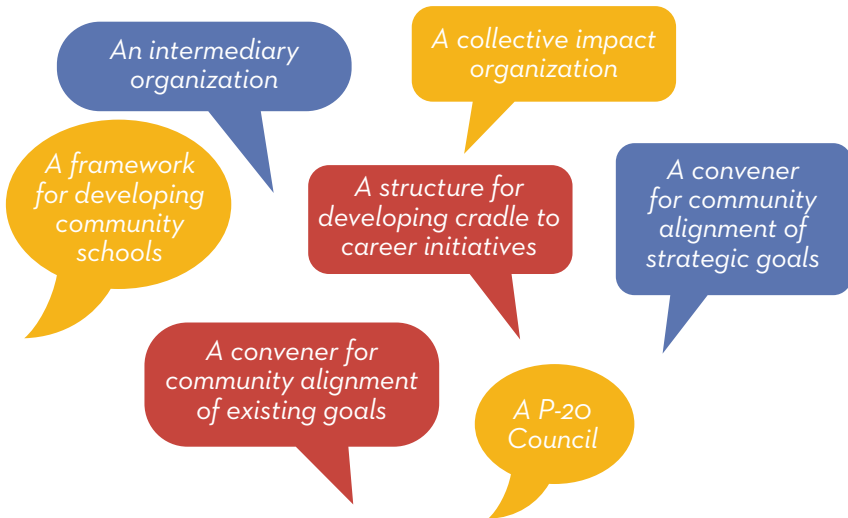 An intermediary
organization
A collective impact
organization
A framework
for developing
community
schools
A structure for
developing cradle to
career initiatives
A convener
for community
alignment of
strategic goals
A convener for
community alignment
of existing goals
A P-20
Council